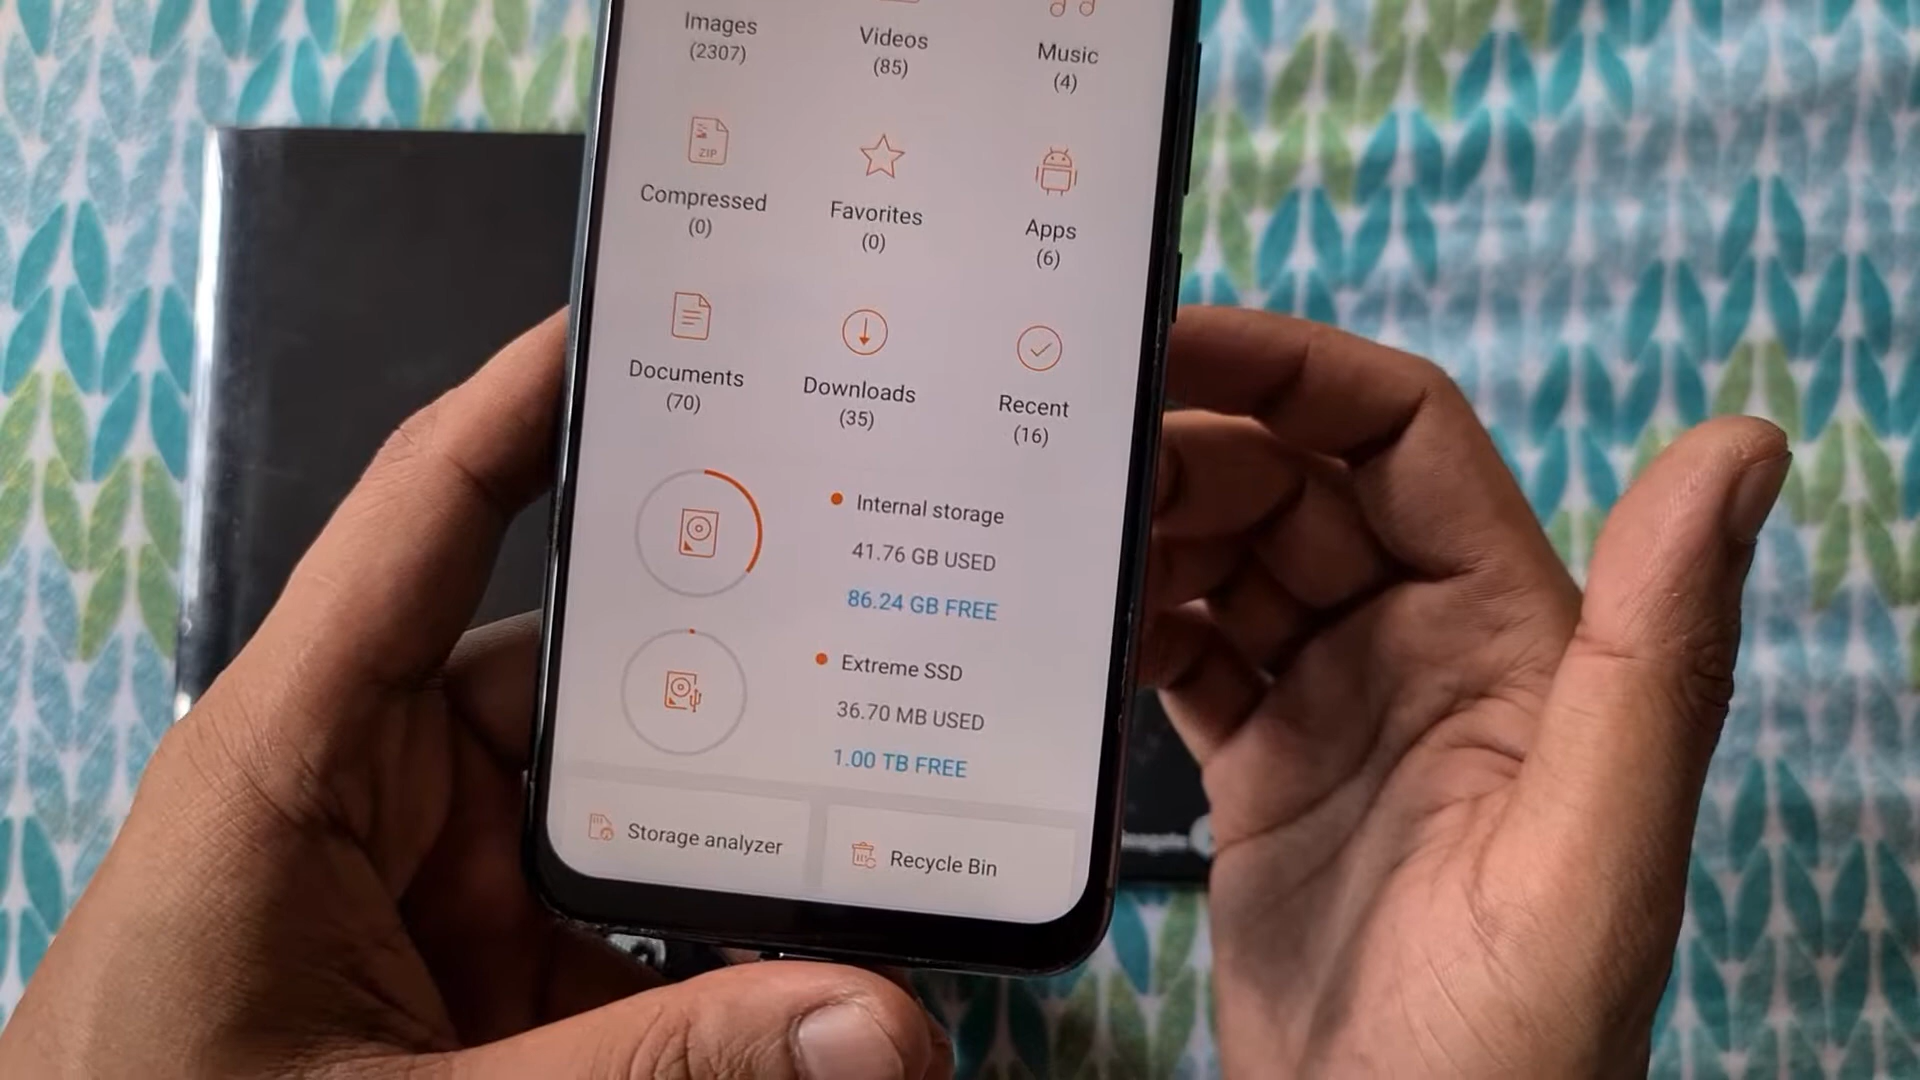 Images
(2307)
Videos
(85)
Music
(4)
ZIP
Compressed
(0)
Favorites
(0)
Apps
(6)
Documents
(70)
Downloads
(35)
Recent
(16)
Internal storage
41.76 GB USED
86.24 GB FREE
Extreme SSD
36.70 MB USED
1.00 TB FREE
Storage analyzer
Recycle Bin